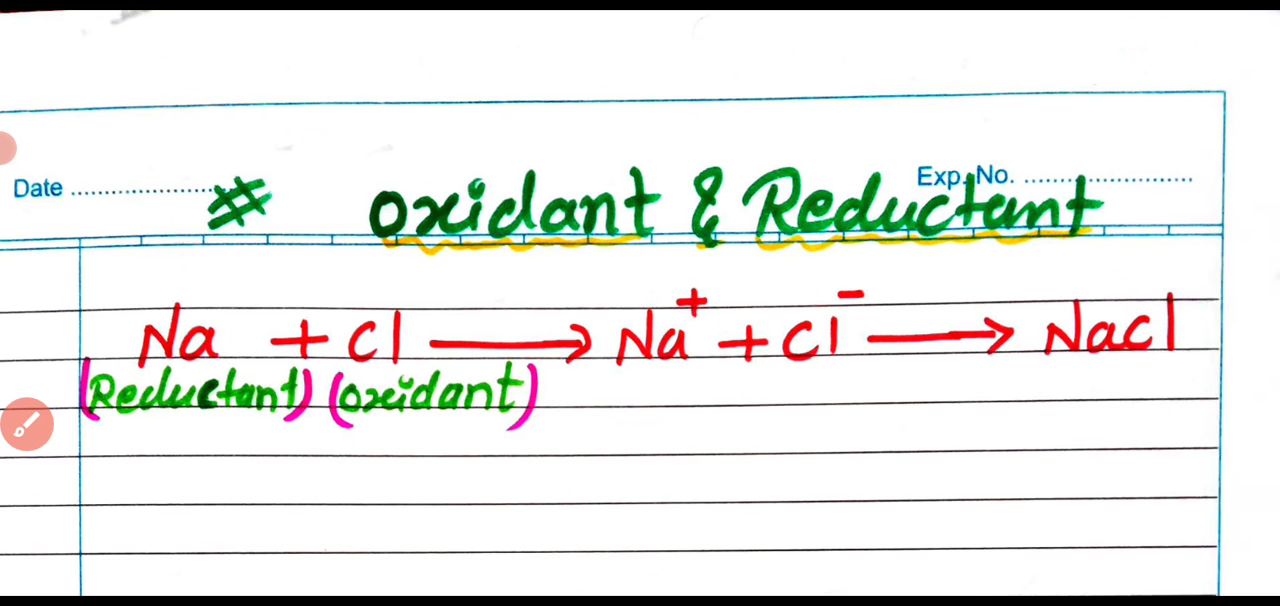 Date ........................ Exp. No. ............................
# Oxidant & Reductant
Na + Cl ⟶ Na⁺ + Cl⁻ ⟶ NaCl
(Reductant) (Oxidant)